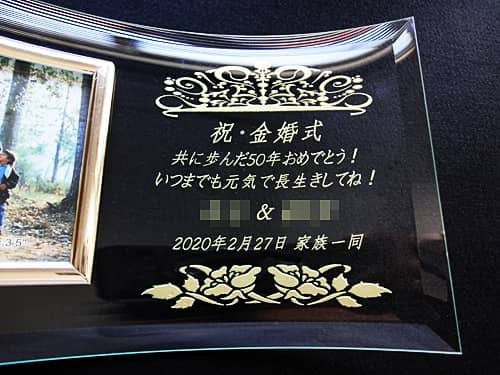 祝・金婚式
共に歩んだ50年おめでとう!
いつまでも元気で長生きしてね!
&
2020年2月27日 家族一同
3.5"